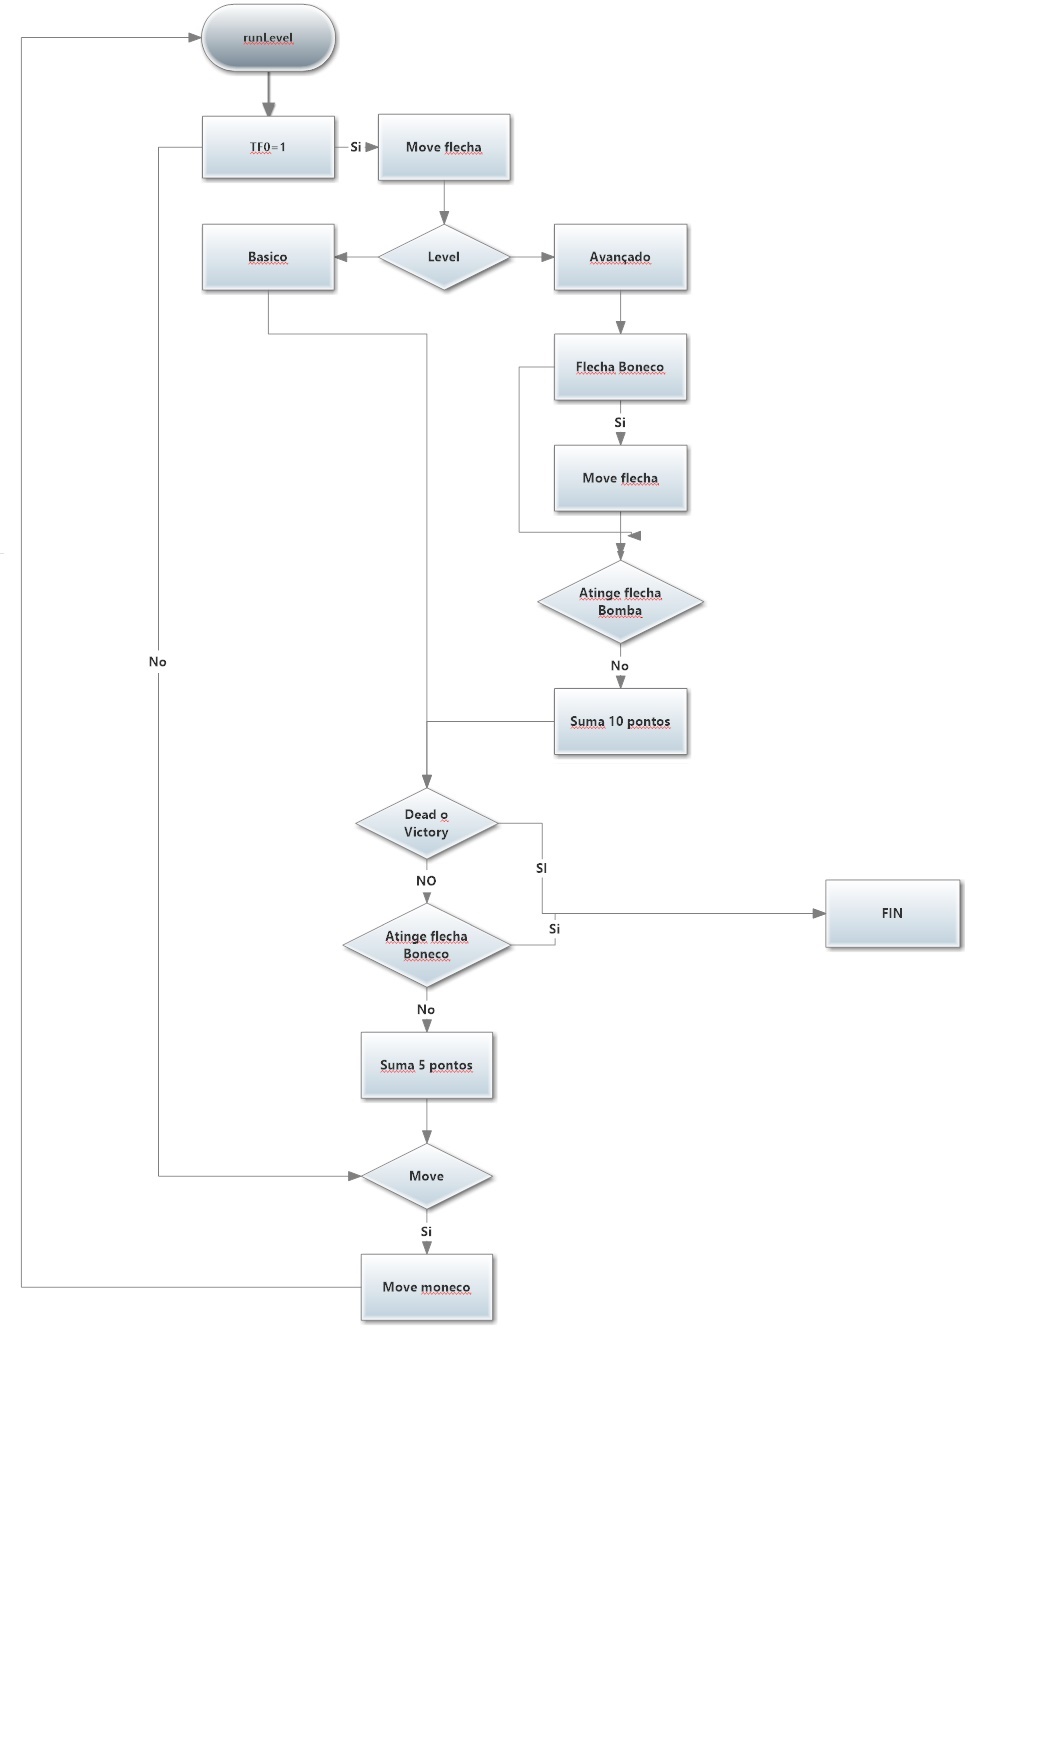 runLevel
TF0=1
Si
Move flecha
Basico
Level
Avançado
Flecha Boneco
Si
Move flecha
Atinge flecha
Bomba
No
No
Suma 10 pontos
Dead o
Victory
SI
NO
FIN
Si
Atinge flecha
Boneco
No
Suma 5 pontos
Move
Si
Move moneco